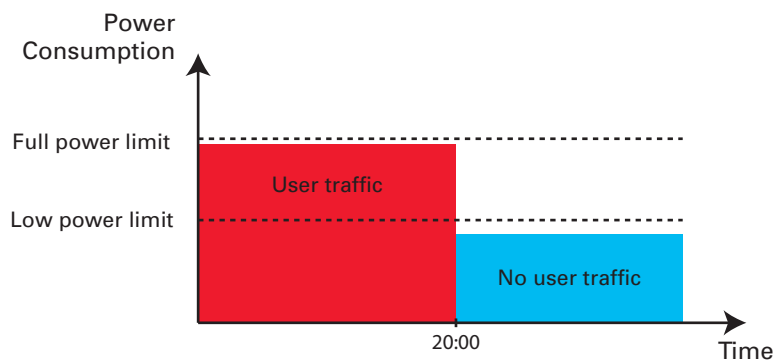 Power
Consumption
Full power limit
User traffic
Low power limit
No user traffic
20:00
Time